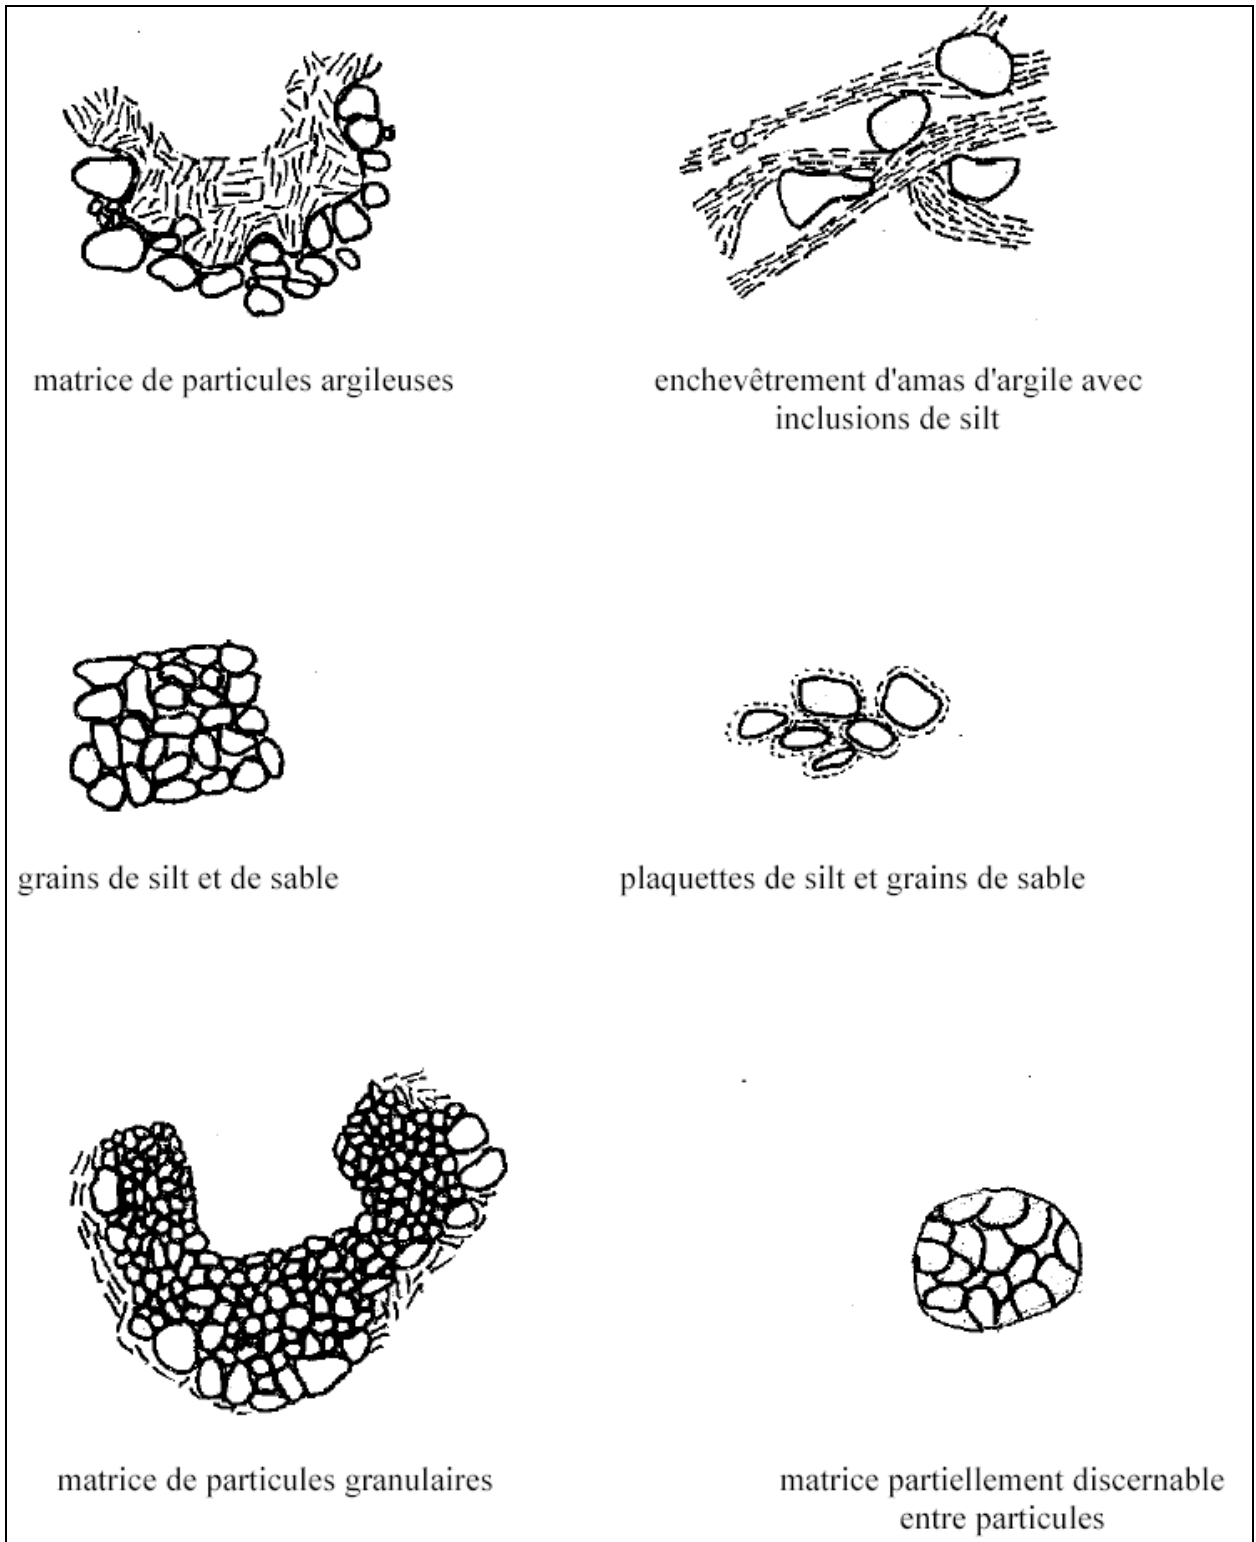 matrice de particules argileuses
enchevêtrement d'amas d'argile avec
inclusions de silt
grains de silt et de sable
plaquettes de silt et grains de sable
matrice de particules granulaires
matrice partiellement discernable
entre particules